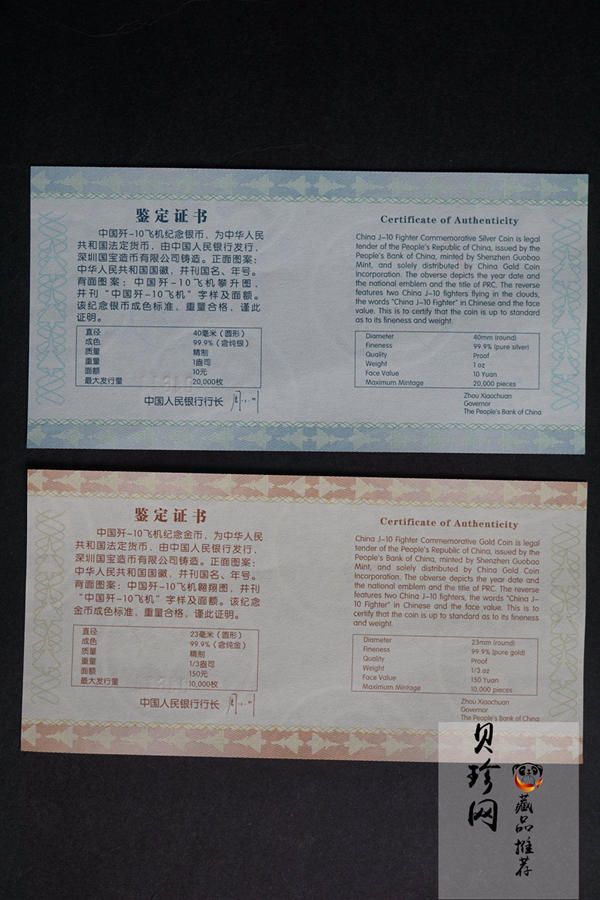 鉴定证书
中国歼-10飞机纪念银币，为中华人民
共和国法定货币，由中国人民银行发行，
深圳国宝造币有限公司铸造。正面图案：
中华人民共和国国徽，并刊国名、年号。
背面图案：中国歼-10飞机攀升图，
并刊“中国歼-10飞机”字样及面额。
该纪念银币成色标准，重量合格，谨此
证明。
直径 40毫米（圆形）
成色 99.9%（含纯银）
质量 精制
重量 1盎司
面额 10元
最大发行量 20,000枚
中国人民银行行长
Certificate of Authenticity
China J-10 Fighter Commemorative Silver Coin is legal
tender of the People's Republic of China, issued by the
People's Bank of China, minted by Shenzhen Guobao
Mint, and solely distributed by China Gold Coin
Incorporation. The obverse depicts the year date and
the national emblem and the title of PRC. The reverse
features two China J-10 fighters flying in the clouds,
the words "China J-10 Fighter" in Chinese and the face
value. This is to certify that the coin is up to standard
as to its fineness and weight.
Diameter 40mm (round)
Fineness 99.9% (pure silver)
Quality Proof
Weight 1 oz
Face Value 10 Yuan
Maximum Mintage 20,000 pieces
Zhou Xiaochuan
Governor
The People's Bank of China
鉴定证书
中国歼-10飞机纪念金币，为中华人民
共和国法定货币，由中国人民银行发行，
深圳国宝造币有限公司铸造。正面图案：
中华人民共和国国徽，并刊国名、年号。
背面图案：中国歼-10飞机翱翔图，并刊
“中国歼-10飞机”字样及面额。该纪念
金币成色标准，重量合格，谨此证明。
直径 23毫米（圆形）
成色 99.9%（含纯金）
质量 精制
重量 1/3盎司
面额 150元
最大发行量 10,000枚
中国人民银行行长
Certificate of Authenticity
China J-10 Fighter Commemorative Gold Coin is legal
tender of the People's Republic of China, issued by the
People's Bank of China, minted by Shenzhen Guobao
Mint, and solely distributed by China Gold Coin
Incorporation. The obverse depicts the year date and
the national emblem and the title of PRC. The reverse
features two China J-10 fighters, the words "China J-
10 Fighter" in Chinese and the face value. This is to
certify that the coin is up to standard as to its fineness
and weight.
Diameter 23mm (round)
Fineness 99.9% (pure gold)
Quality Proof
Weight 1/3 oz
Face Value 150 Yuan
Maximum Mintage 10,000 pieces
Zhou Xiaochuan
Governor
The People's Bank of China
贝珍网
藏品推荐